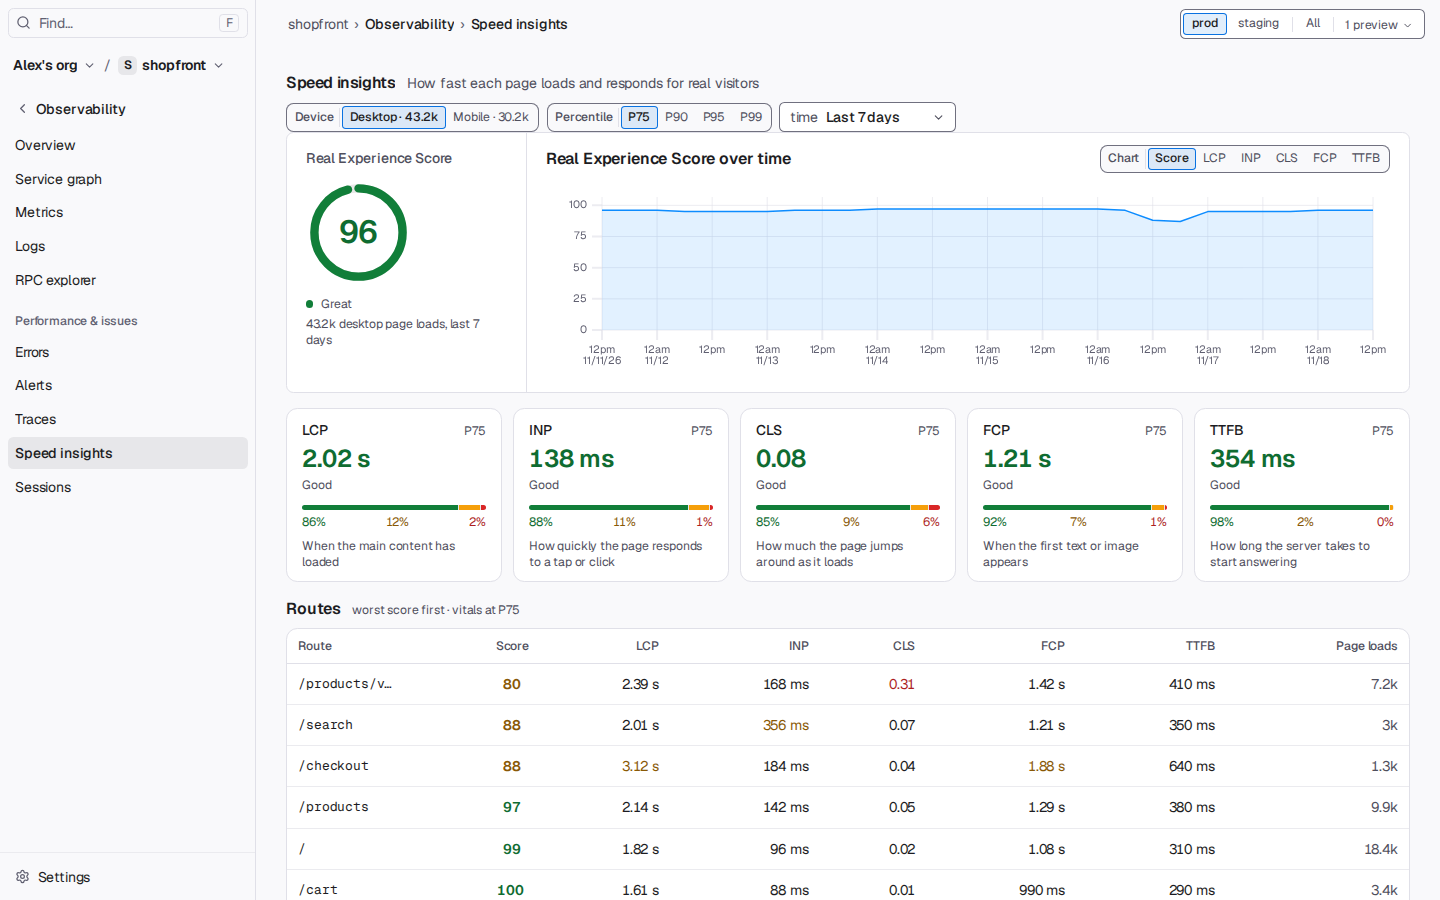 Find...
F
Alex's org / S shopfront
Observability
Overview
Service graph
Metrics
Logs
RPC explorer
Performance & issues
Errors
Alerts
Traces
Speed insights
Sessions
Settings
shopfront › Observability › Speed insights
prod staging All 1 preview
Speed insights How fast each page loads and responds for real visitors
Device Desktop · 43.2k Mobile · 30.2k Percentile P75 P90 P95 P99 time Last 7 days
Real Experience Score
96
Great
43.2k desktop page loads, last 7
days
Real Experience Score over time
Chart Score LCP INP CLS FCP TTFB
100
75
50
25
0
12pm 12am 12pm 12am 12pm 12am 12pm 12am 12pm 12am 12pm 12am 12pm 12am 12pm
11/11/26 11/12 11/13 11/14 11/15 11/16 11/17 11/18
LCP P75
2.02 s
Good
86% 12% 2%
When the main content has
loaded
INP P75
138 ms
Good
88% 11% 1%
How quickly the page responds
to a tap or click
CLS P75
0.08
Good
85% 9% 6%
How much the page jumps
around as it loads
FCP P75
1.21 s
Good
92% 7% 1%
When the first text or image
appears
TTFB P75
354 ms
Good
98% 2% 0%
How long the server takes to
start answering
Routes worst score first · vitals at P75
Route Score LCP INP CLS FCP TTFB Page loads
/products/v… 80 2.39 s 168 ms 0.31 1.42 s 410 ms 7.2k
/search 88 2.01 s 356 ms 0.07 1.21 s 350 ms 3k
/checkout 88 3.12 s 184 ms 0.04 1.88 s 640 ms 1.3k
/products 97 2.14 s 142 ms 0.05 1.29 s 380 ms 9.9k
/ 99 1.82 s 96 ms 0.02 1.08 s 310 ms 18.4k
/cart 100 1.61 s 88 ms 0.01 990 ms 290 ms 3.4k